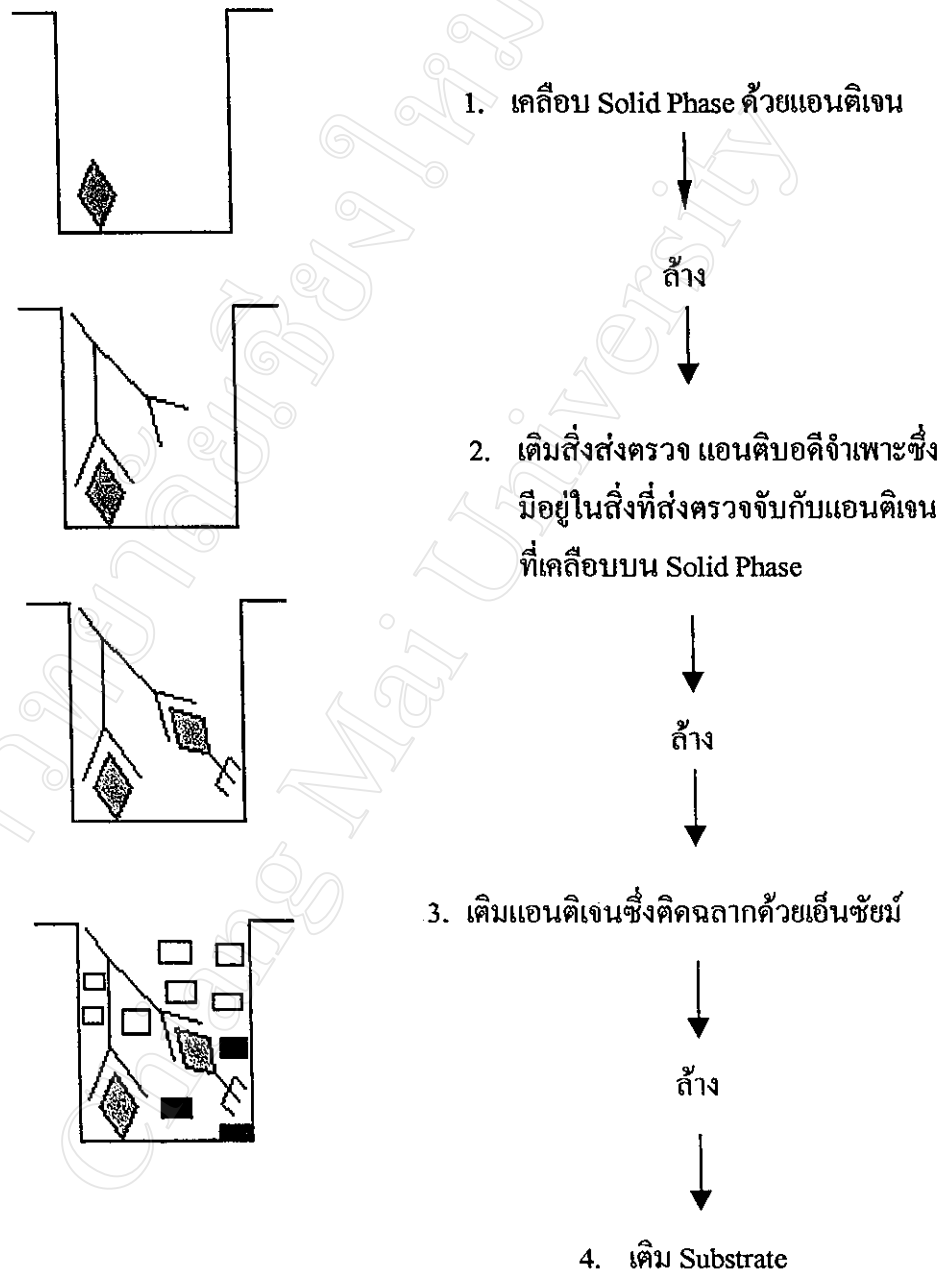 1. เคลือบ Solid Phase ด้วยแอนติเจน
ล้าง
2. เติมสิ่งส่งตรวจ แอนติบอดีจำเพาะซึ่ง
มีอยู่ในสิ่งที่ส่งตรวจจับกับแอนติเจน
ที่เคลือบบน Solid Phase
ล้าง
3. เติมแอนติเจนซึ่งติดฉลากด้วยเอ็นซัยม์
ล้าง
4. เติม Substrate
Chiang Mai University